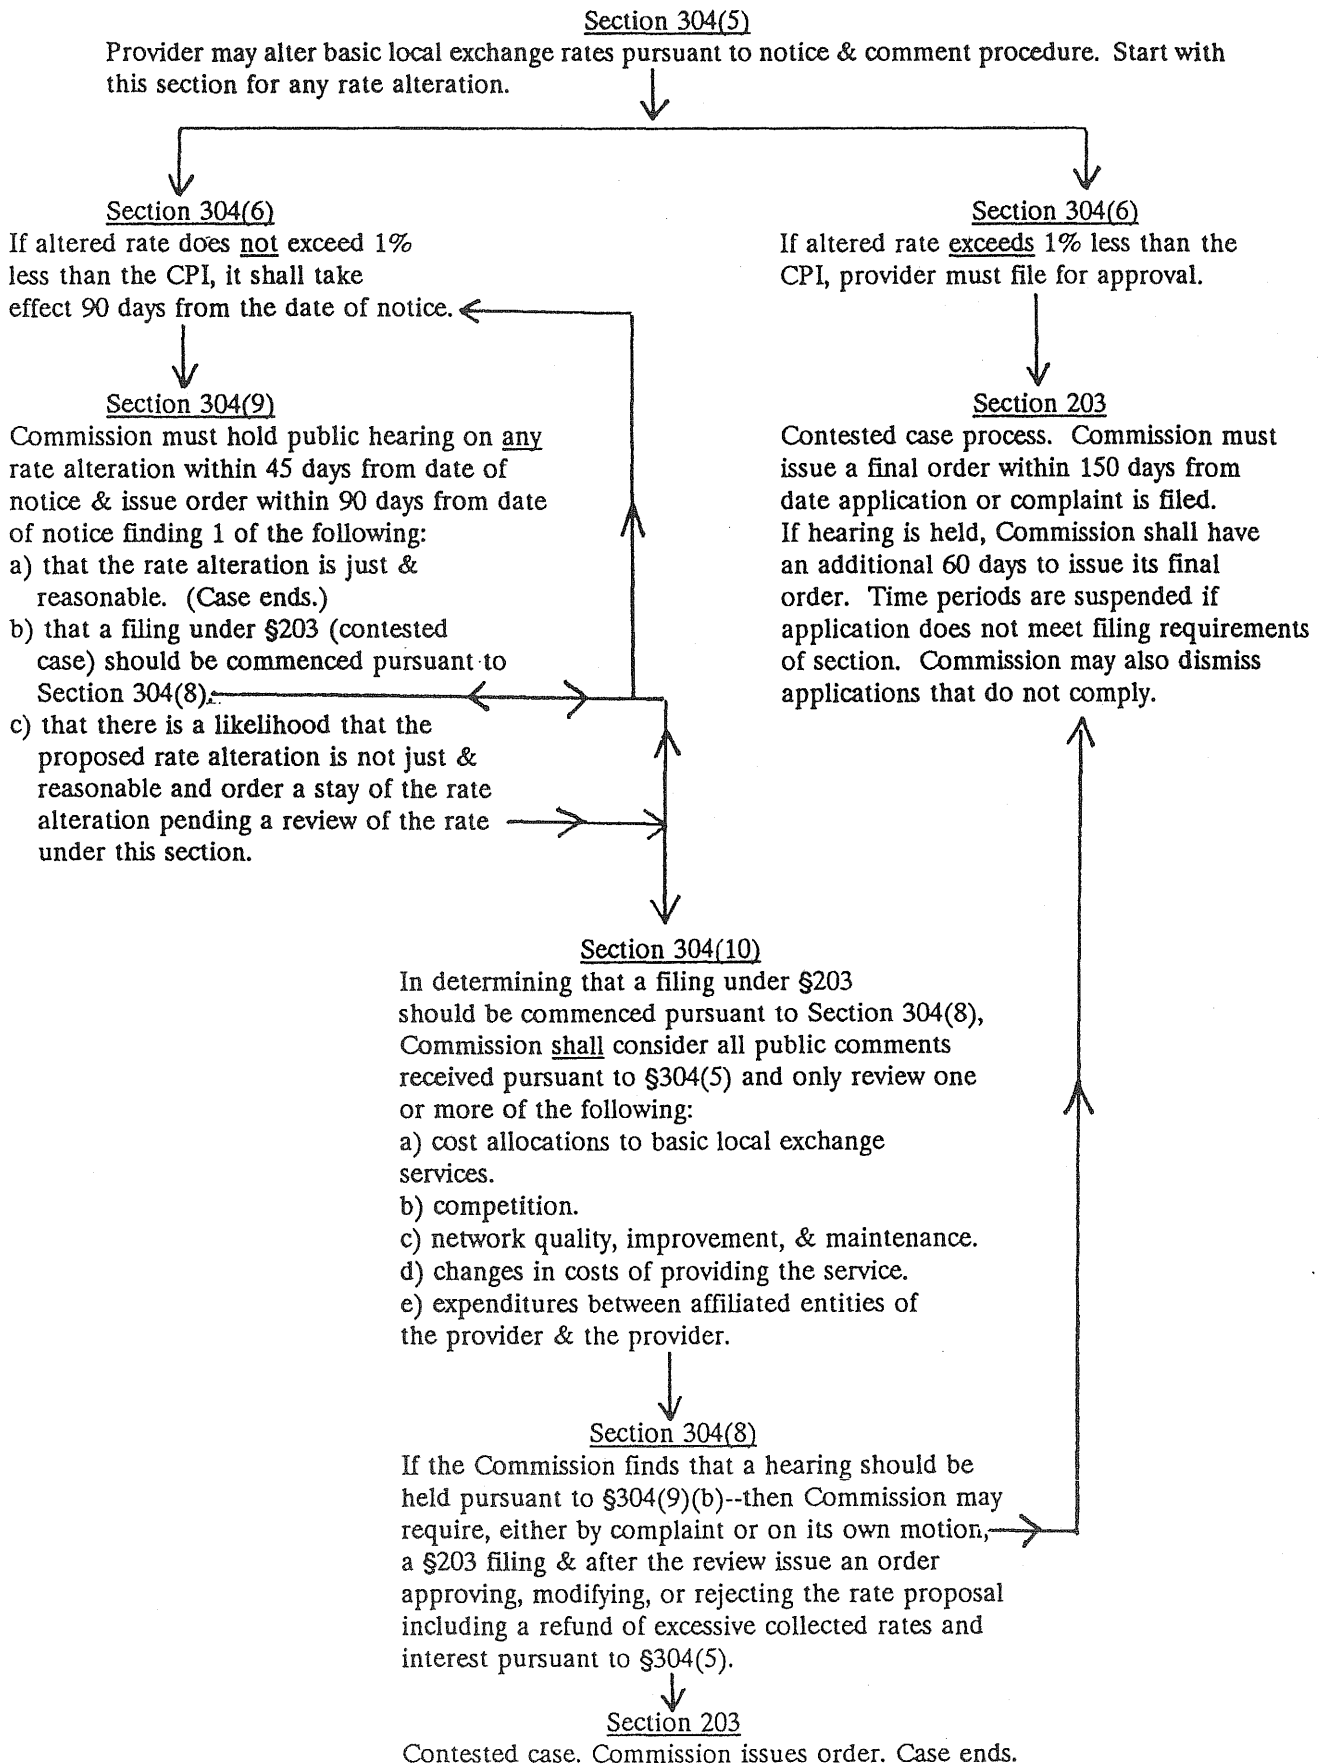 Section 304(5)
Provider may alter basic local exchange rates pursuant to notice & comment procedure. Start with
this section for any rate alteration.
Section 304(6)
If altered rate does not exceed 1%
less than the CPI, it shall take
effect 90 days from the date of notice.
Section 304(6)
If altered rate exceeds 1% less than the
CPI, provider must file for approval.
Section 304(9)
Commission must hold public hearing on any
rate alteration within 45 days from date of
notice & issue order within 90 days from date
of notice finding 1 of the following:
a) that the rate alteration is just &
reasonable. (Case ends.)
b) that a filing under §203 (contested
case) should be commenced pursuant to
Section 304(8).
c) that there is a likelihood that the
proposed rate alteration is not just &
reasonable and order a stay of the rate
alteration pending a review of the rate
under this section.
Section 203
Contested case process. Commission must
issue a final order within 150 days from
date application or complaint is filed.
If hearing is held, Commission shall have
an additional 60 days to issue its final
order. Time periods are suspended if
application does not meet filing requirements
of section. Commission may also dismiss
applications that do not comply.
Section 304(10)
In determining that a filing under §203
should be commenced pursuant to Section 304(8),
Commission shall consider all public comments
received pursuant to §304(5) and only review one
or more of the following:
a) cost allocations to basic local exchange
services.
b) competition.
c) network quality, improvement, & maintenance.
d) changes in costs of providing the service.
e) expenditures between affiliated entities of
the provider & the provider.
Section 304(8)
If the Commission finds that a hearing should be
held pursuant to §304(9)(b)--then Commission may
require, either by complaint or on its own motion,
a §203 filing & after the review issue an order
approving, modifying, or rejecting the rate proposal
including a refund of excessive collected rates and
interest pursuant to §304(5).
Section 203
Contested case. Commission issues order. Case ends.